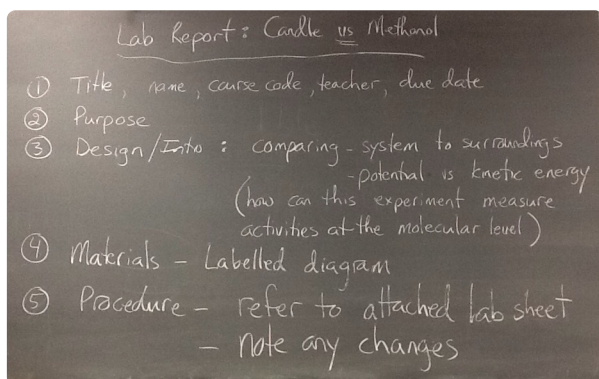 Lab Report: Candle vs Methanol
① Title, name, course code, teacher, due date
② Purpose
③ Design/Into : comparing - system to surroundings
- potential vs kinetic energy
(how can this experiment measure
activities at the molecular level)
④ Materials - Labelled diagram
⑤ Procedure - refer to attached lab sheet
- note any changes